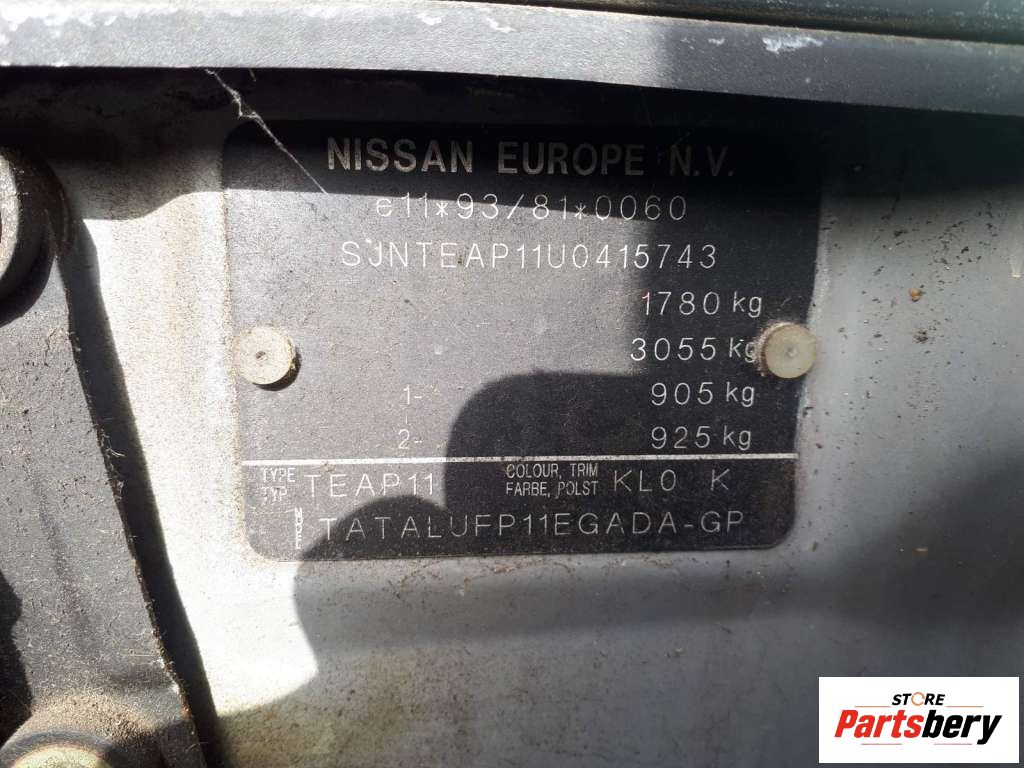 NISSAN EUROPE N.V.
e11*93/81*0060
SJNTEAP11U0415743
1780 kg
3055 kg
1- 905 kg
2- 925 kg
TYPE TYP TEAP11 COLOUR, TRIM FARBE, POLST KL0 K
TATALUFP11EGADA-GP
STORE
Partsbery